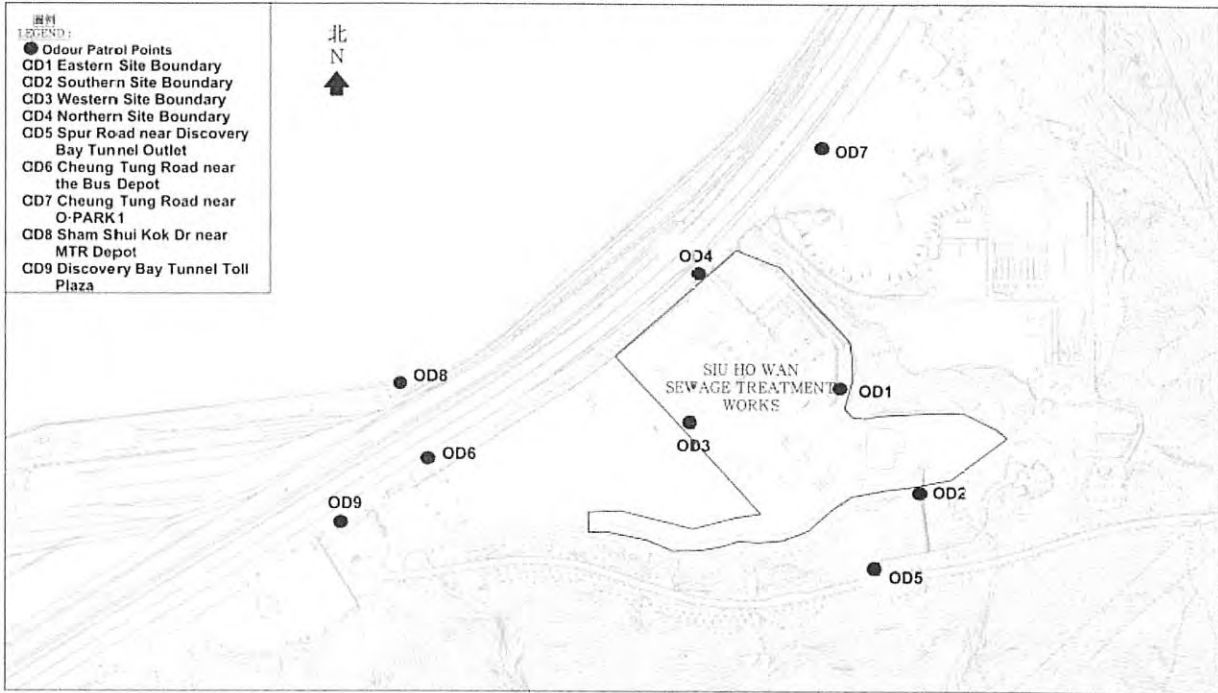 圖例
LEGEND :
Odour Patrol Points
OD1 Eastern Site Boundary
OD2 Southern Site Boundary
OD3 Western Site Boundary
OD4 Northern Site Boundary
OD5 Spur Road near Discovery
Bay Tunnel Outlet
OD6 Cheung Tung Road near
the Bus Depot
OD7 Cheung Tung Road near
O·PARK1
OD8 Sham Shui Kok Dr near
MTR Depot
OD9 Discovery Bay Tunnel Toll
Plaza
北
N
OD7
OD4
OD8
SIU HO WAN
SEWAGE TREATMENT
WORKS
OD1
OD3
OD6
OD2
OD9
OD5